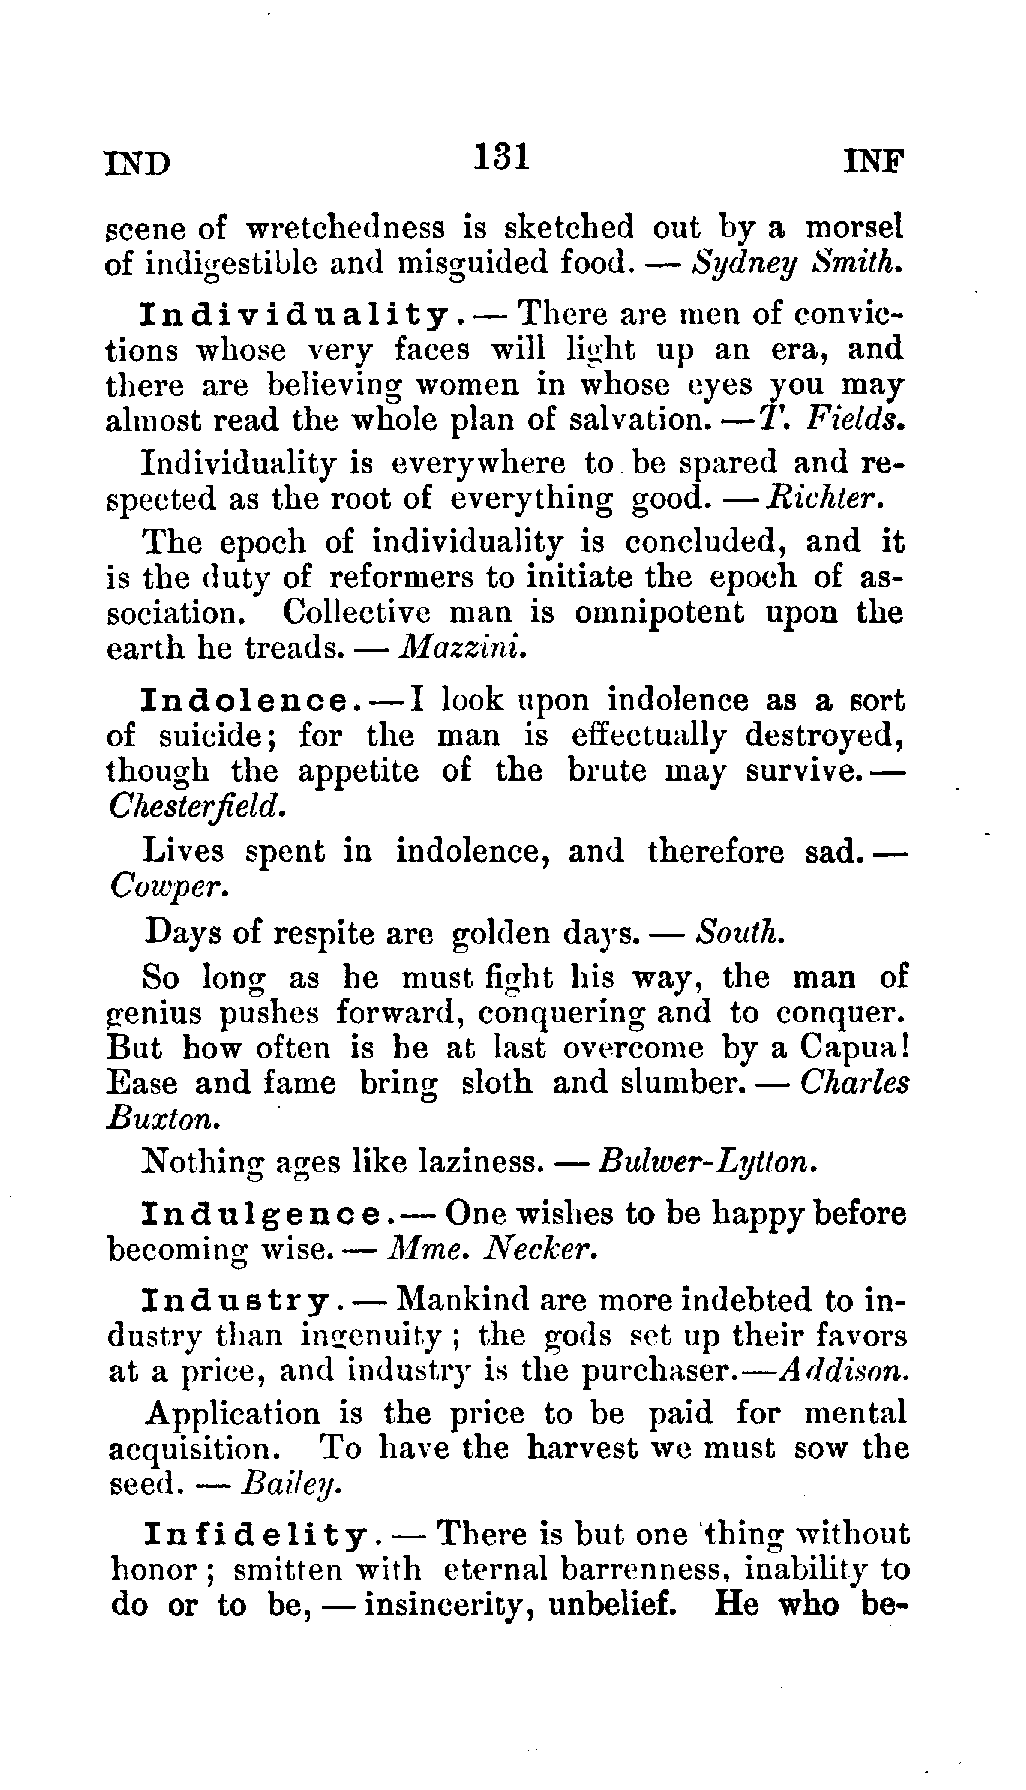 IND 131 INF
scene of wretchedness is sketched out by a morsel
of indigestible and misguided food. — Sydney Smith.
Individuality. — There are men of convic-
tions whose very faces will light up an era, and
there are believing women in whose eyes you may
almost read the whole plan of salvation. — T. Fields.
Individuality is everywhere to be spared and re-
spected as the root of everything good. — Richter.
The epoch of individuality is concluded, and it
is the duty of reformers to initiate the epoch of as-
sociation. Collective man is omnipotent upon the
earth he treads. — Mazzini.
Indolence. — I look upon indolence as a sort
of suicide; for the man is effectually destroyed,
though the appetite of the brute may survive. —
Chesterfield.
Lives spent in indolence, and therefore sad. —
Cowper.
Days of respite are golden days. — South.
So long as he must fight his way, the man of
genius pushes forward, conquering and to conquer.
But how often is he at last overcome by a Capua!
Ease and fame bring sloth and slumber. — Charles
Buxton.
Nothing ages like laziness. — Bulwer-Lytton.
Indulgence. — One wishes to be happy before
becoming wise. — Mme. Necker.
Industry. — Mankind are more indebted to in-
dustry than ingenuity; the gods set up their favors
at a price, and industry is the purchaser. — Addison.
Application is the price to be paid for mental
acquisition. To have the harvest we must sow the
seed. — Bailey.
Infidelity. — There is but one thing without
honor; smitten with eternal barrenness, inability to
do or to be, — insincerity, unbelief. He who be-